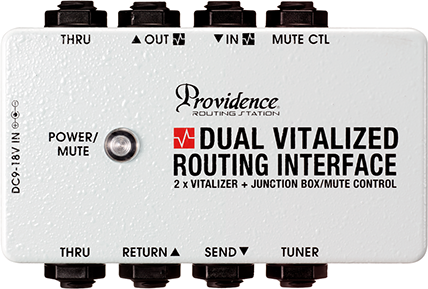 THRU ▲OUT ▼IN MUTE CTL
Providence
ROUTING STATION
POWER/
MUTE
DUAL VITALIZED
ROUTING INTERFACE
2 x VITALIZER + JUNCTION BOX/MUTE CONTROL
DC9-18V IN
THRU RETURN▲ SEND▼ TUNER